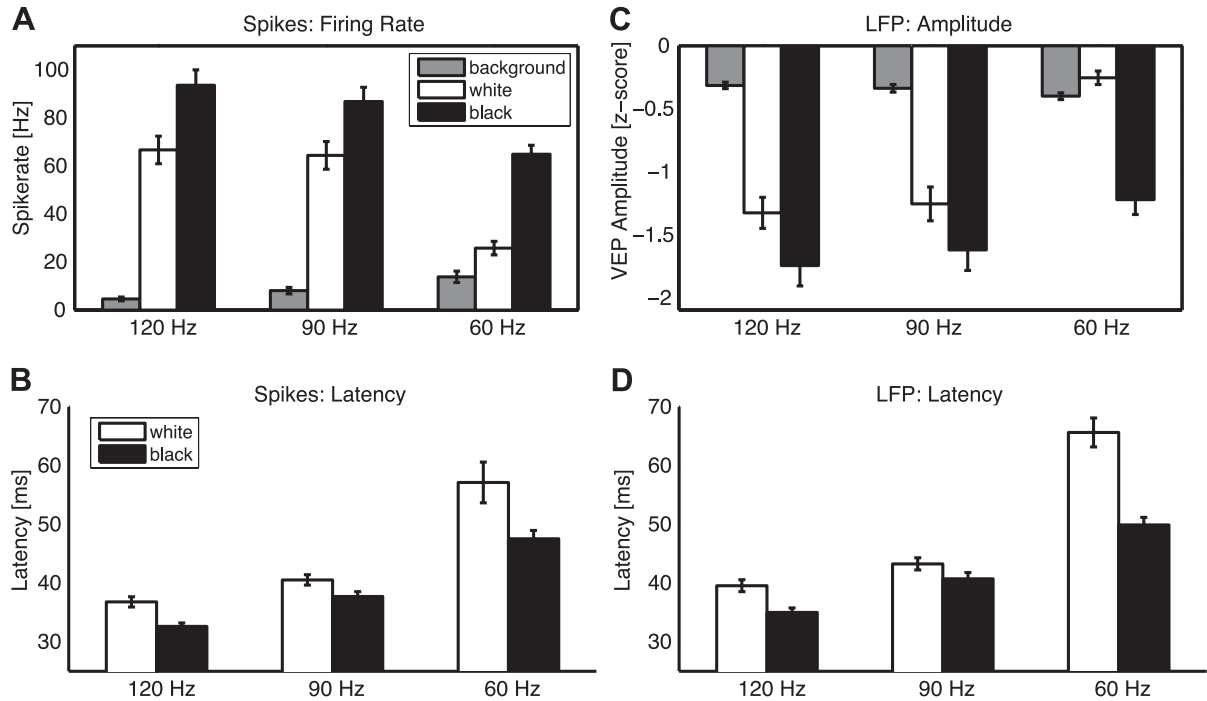 A
Spikes: Firing Rate
Spikerate [Hz]
100
80
60
40
20
0
background
white
black
120 Hz
90 Hz
60 Hz
C
LFP: Amplitude
VEP Amplitude [z−score]
0
−0.5
−1
−1.5
−2
120 Hz
90 Hz
60 Hz
B
Spikes: Latency
Latency [ms]
70
60
50
40
30
white
black
120 Hz
90 Hz
60 Hz
D
LFP: Latency
Latency [ms]
70
60
50
40
30
120 Hz
90 Hz
60 Hz